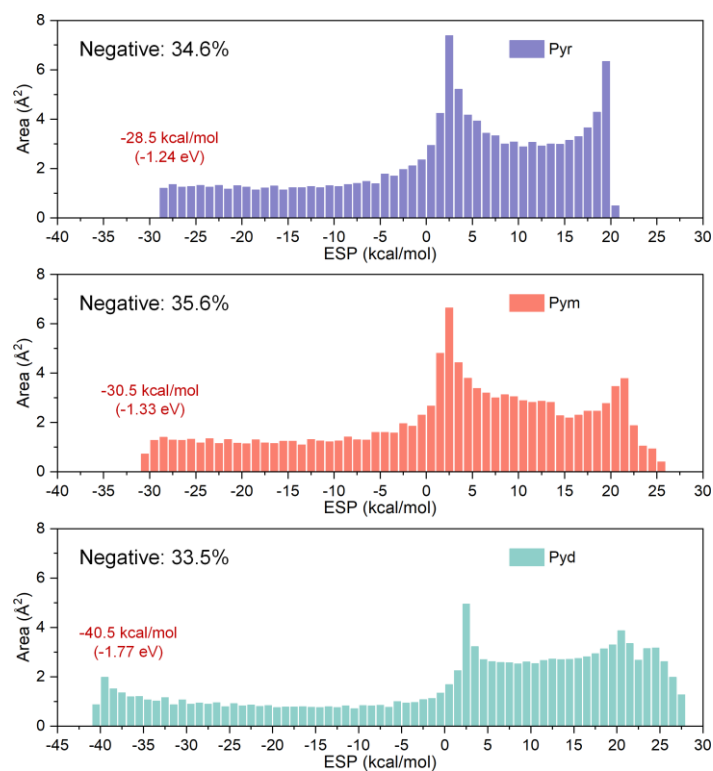 8
6
4
2
0
Area (Å²)
Negative: 34.6%
Pyr
-28.5 kcal/mol
(-1.24 eV)
-40 -35 -30 -25 -20 -15 -10 -5 0 5 10 15 20 25 30
ESP (kcal/mol)
8
6
4
2
0
Area (Å²)
Negative: 35.6%
Pym
-30.5 kcal/mol
(-1.33 eV)
-40 -35 -30 -25 -20 -15 -10 -5 0 5 10 15 20 25 30
ESP (kcal/mol)
8
6
4
2
0
Area (Å²)
Negative: 33.5%
Pyd
-40.5 kcal/mol
(-1.77 eV)
-45 -40 -35 -30 -25 -20 -15 -10 -5 0 5 10 15 20 25 30
ESP (kcal/mol)